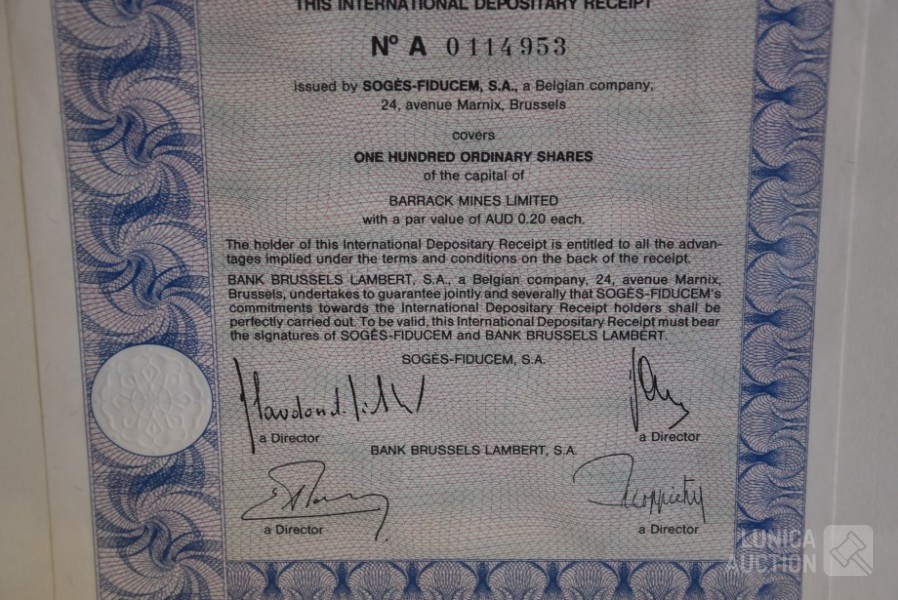 THIS INTERNATIONAL DEPOSITARY RECEIPT
Nº A 0114953
issued by SOGÈS-FIDUCEM, S.A., a Belgian company,
24, avenue Marnix, Brussels
covers
ONE HUNDRED ORDINARY SHARES
of the capital of
BARRACK MINES LIMITED
with a par value of AUD 0.20 each.
The holder of this International Depositary Receipt is entitled to all the advan-
tages implied under the terms and conditions on the back of the receipt.
BANK BRUSSELS LAMBERT, S.A., a Belgian company, 24, avenue Marnix,
Brussels, undertakes to guarantee jointly and severally that SOGÈS-FIDUCEM's
commitments towards the International Depositary Receipt holders shall be
perfectly carried out. To be valid, this International Depositary Receipt must bear
the signatures of SOGÈS-FIDUCEM and BANK BRUSSELS LAMBERT.
SOGÈS-FIDUCEM, S.A.
a Director
a Director
BANK BRUSSELS LAMBERT, S.A.
a Director
a Director
LUNICA
AUCTION